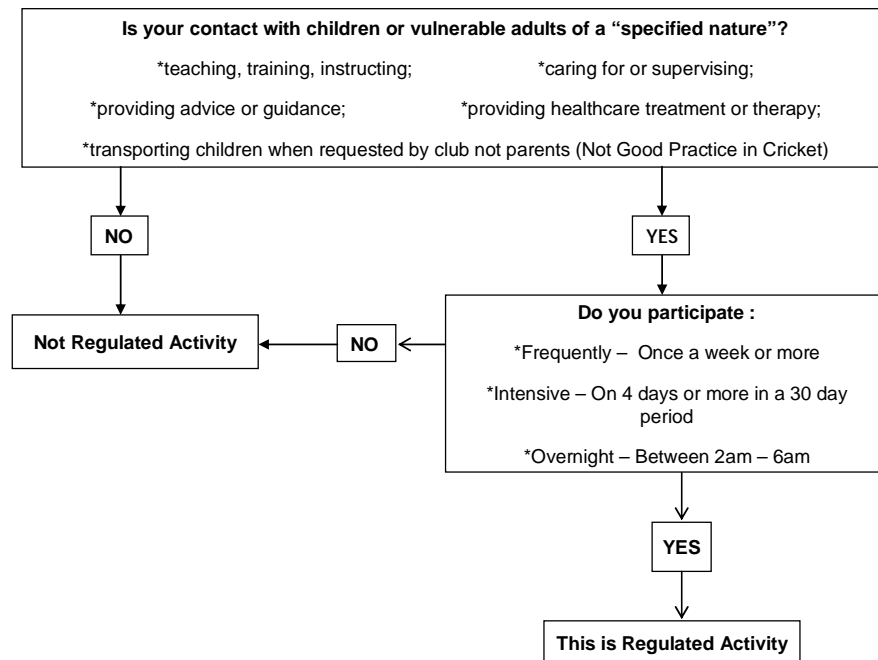 Is your contact with children or vulnerable adults of a “specified nature”?
*teaching, training, instructing; *caring for or supervising;
*providing advice or guidance; *providing healthcare treatment or therapy;
*transporting children when requested by club not parents (Not Good Practice in Cricket)
NO
YES
Do you participate :
Not Regulated Activity
NO
*Frequently – Once a week or more
*Intensive – On 4 days or more in a 30 day
period
*Overnight – Between 2am – 6am
YES
This is Regulated Activity